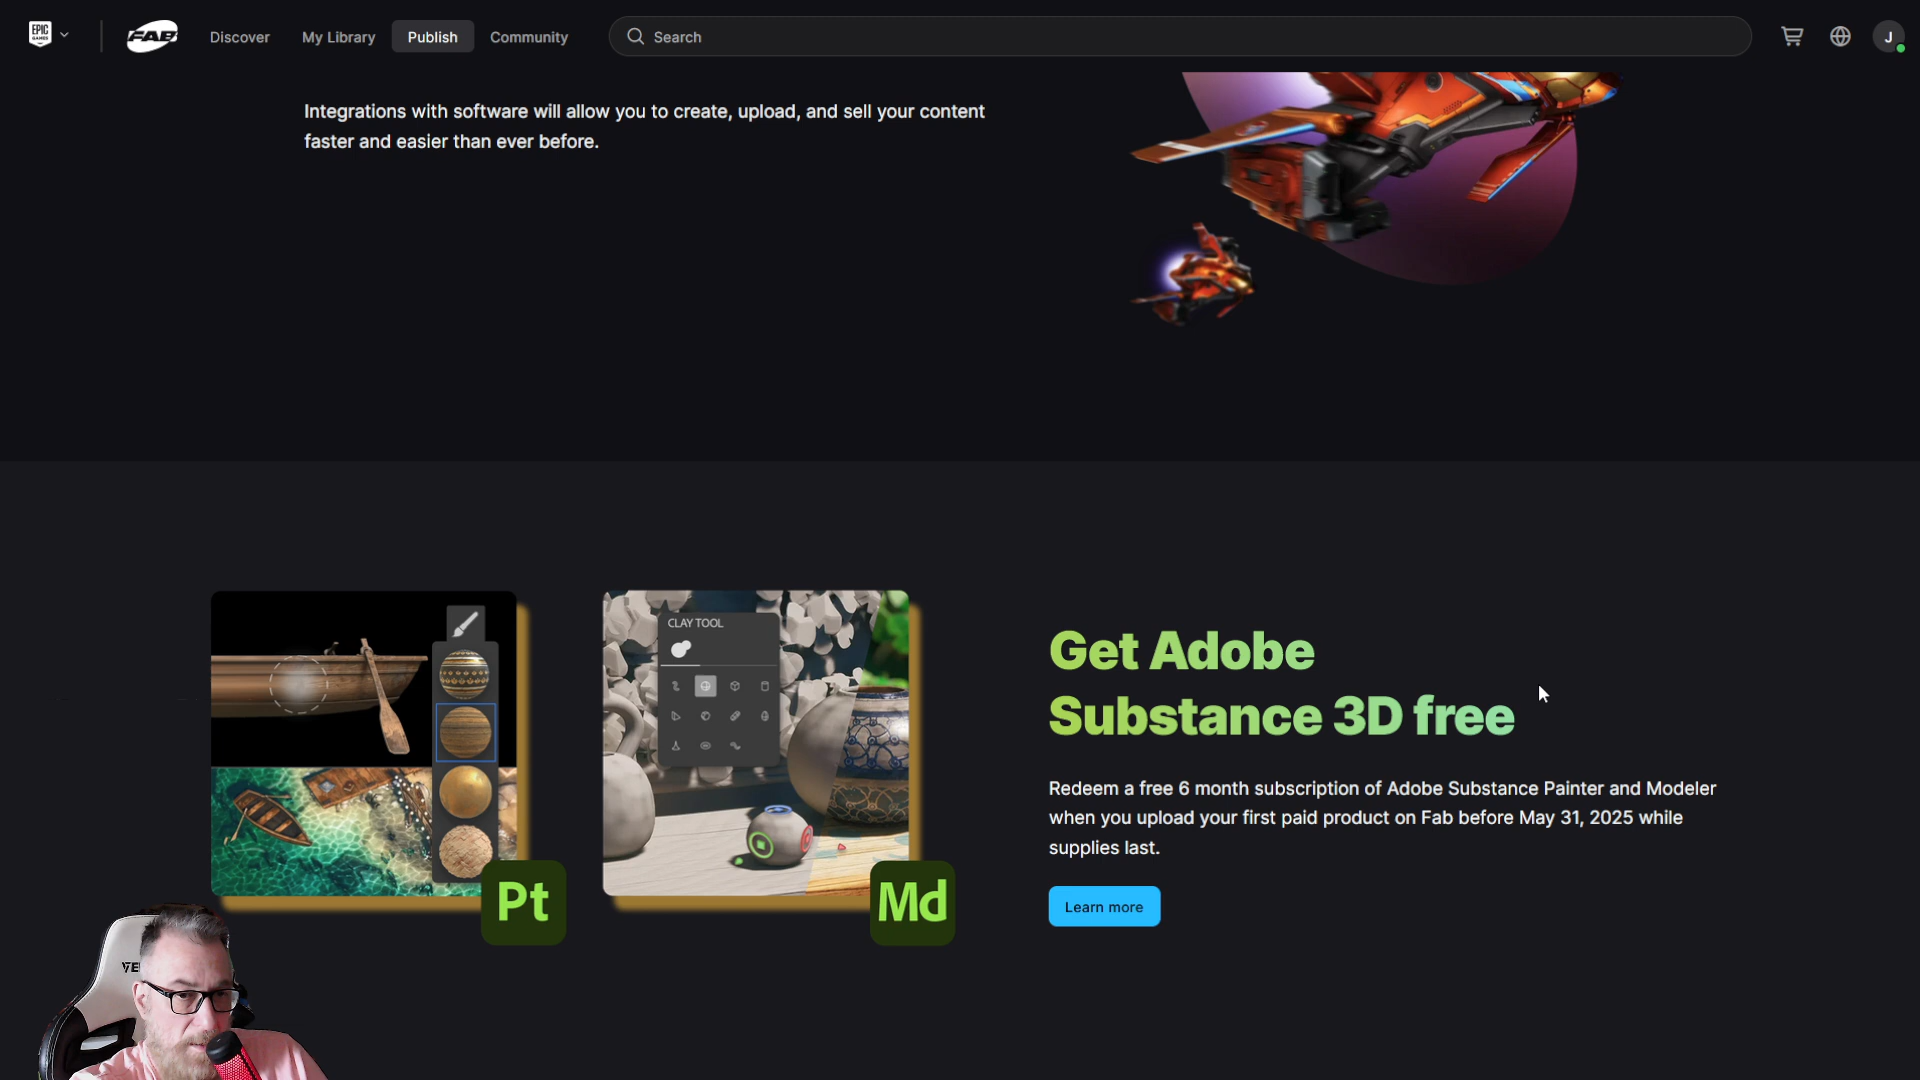 EPIC
GAMES
FAB
Discover
My Library
Publish
Community
Search
J
Integrations with software will allow you to create, upload, and sell your content
faster and easier than ever before.
CLAY TOOL
Pt
Md
Get Adobe
Substance 3D free
Redeem a free 6 month subscription of Adobe Substance Painter and Modeler
when you upload your first paid product on Fab before May 31, 2025 while
supplies last.
Learn more